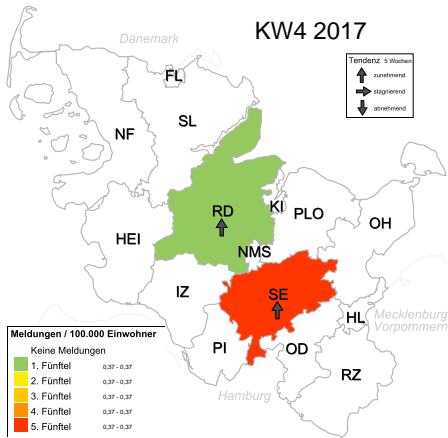 KW4 2017
Dänemark
Tendenz 5 Wochen
zunehmend
stagnierend
abnehmend
FL
SL
NF
KI
RD
PLO
OH
HEI
NMS
IZ
SE
HL
Mecklenburg
Vorpommern
PI
OD
RZ
Hamburg
Meldungen / 100.000 Einwohner
Keine Meldungen
1. Fünftel 0,37 - 0,37
2. Fünftel 0,37 - 0,37
3. Fünftel 0,37 - 0,37
4. Fünftel 0,37 - 0,37
5. Fünftel 0,37 - 0,37